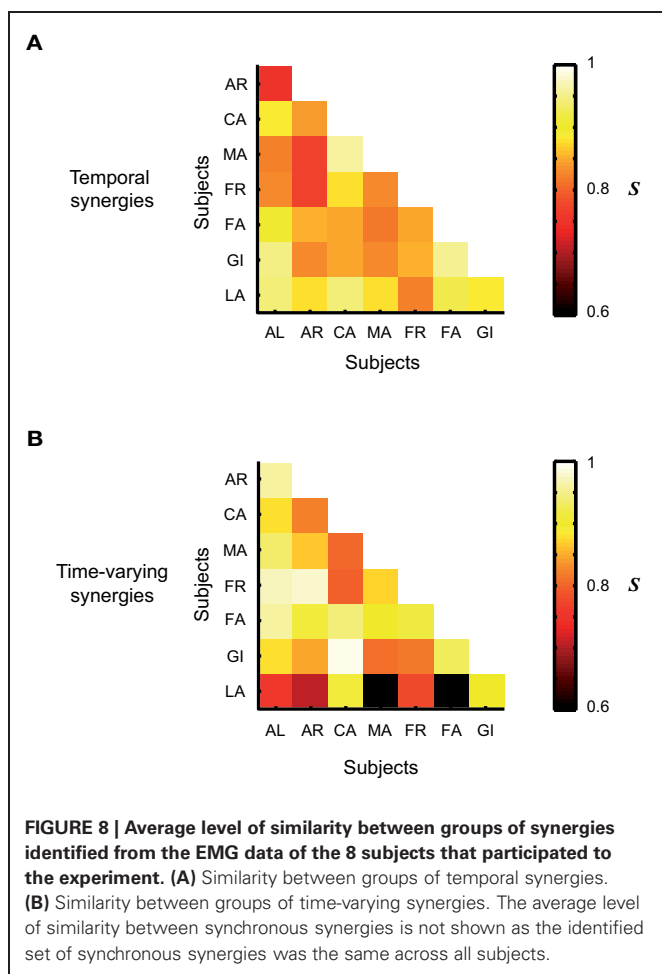 A
AR
CA
MA
FR
FA
GI
LA
Temporal synergies
Subjects
AL AR CA MA FR FA GI
Subjects
1
0.8
0.6
S
B
AR
CA
MA
FR
FA
GI
LA
Time-varying synergies
Subjects
AL AR CA MA FR FA GI
Subjects
1
0.8
0.6
S
FIGURE 8 | Average level of similarity between groups of synergies
identified from the EMG data of the 8 subjects that participated to
the experiment. (A) Similarity between groups of temporal synergies.
(B) Similarity between groups of time-varying synergies. The average level
of similarity between synchronous synergies is not shown as the identified
set of synchronous synergies was the same across all subjects.